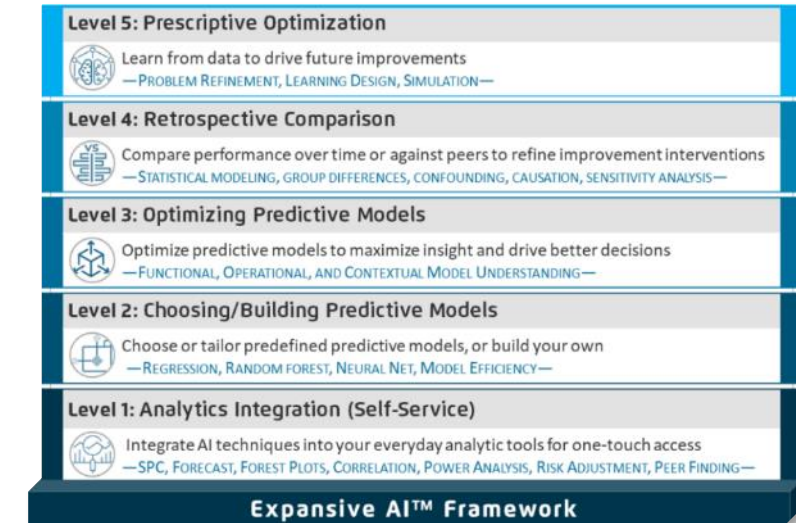 Level 5: Prescriptive Optimization
Learn from data to drive future improvements
—PROBLEM REFINEMENT, LEARNING DESIGN, SIMULATION—
Level 4: Retrospective Comparison
VS
Compare performance over time or against peers to refine improvement interventions
—STATISTICAL MODELING, GROUP DIFFERENCES, CONFOUNDING, CAUSATION, SENSITIVITY ANALYSIS—
Level 3: Optimizing Predictive Models
Optimize predictive models to maximize insight and drive better decisions
—FUNCTIONAL, OPERATIONAL, AND CONTEXTUAL MODEL UNDERSTANDING—
Level 2: Choosing/Building Predictive Models
Choose or tailor predefined predictive models, or build your own
—REGRESSION, RANDOM FOREST, NEURAL NET, MODEL EFFICIENCY—
Level 1: Analytics Integration (Self-Service)
Integrate AI techniques into your everyday analytic tools for one-touch access
—SPC, FORECAST, FOREST PLOTS, CORRELATION, POWER ANALYSIS, RISK ADJUSTMENT, PEER FINDING—
Expansive AI™ Framework